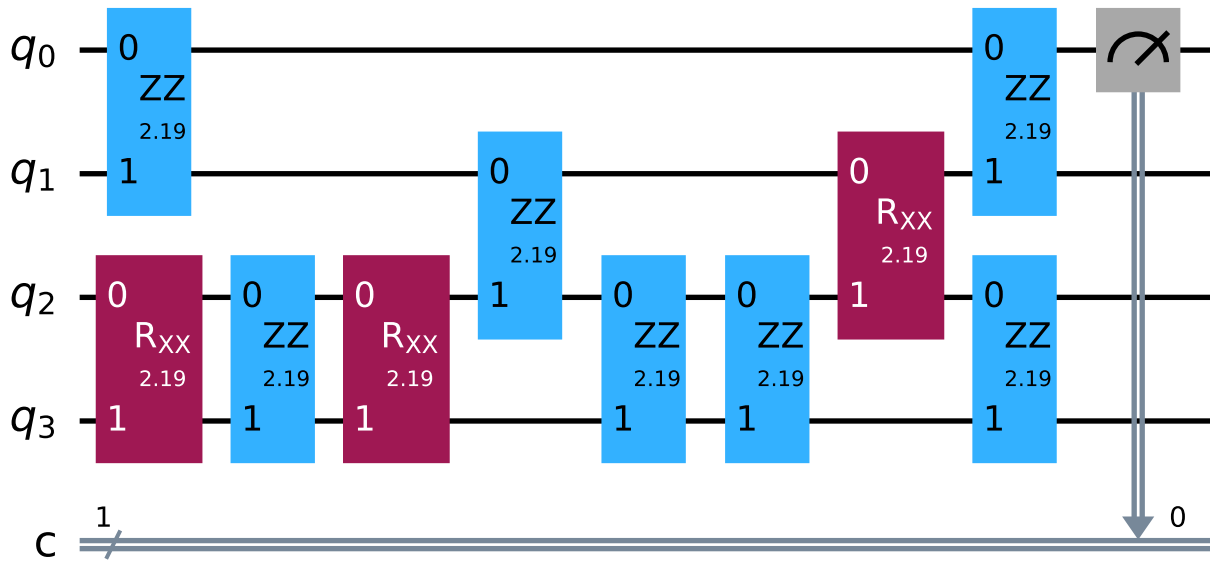 q0 0 ZZ 2.19 1 0 ZZ 2.19 1
q1 0 ZZ 2.19 1 0 RXX 2.19 1
q2 0 RXX 2.19 1 0 ZZ 2.19 1 0 RXX 2.19 1 0 ZZ 2.19 1 0 ZZ 2.19 1 0 ZZ 2.19 1
q3
c 1 0